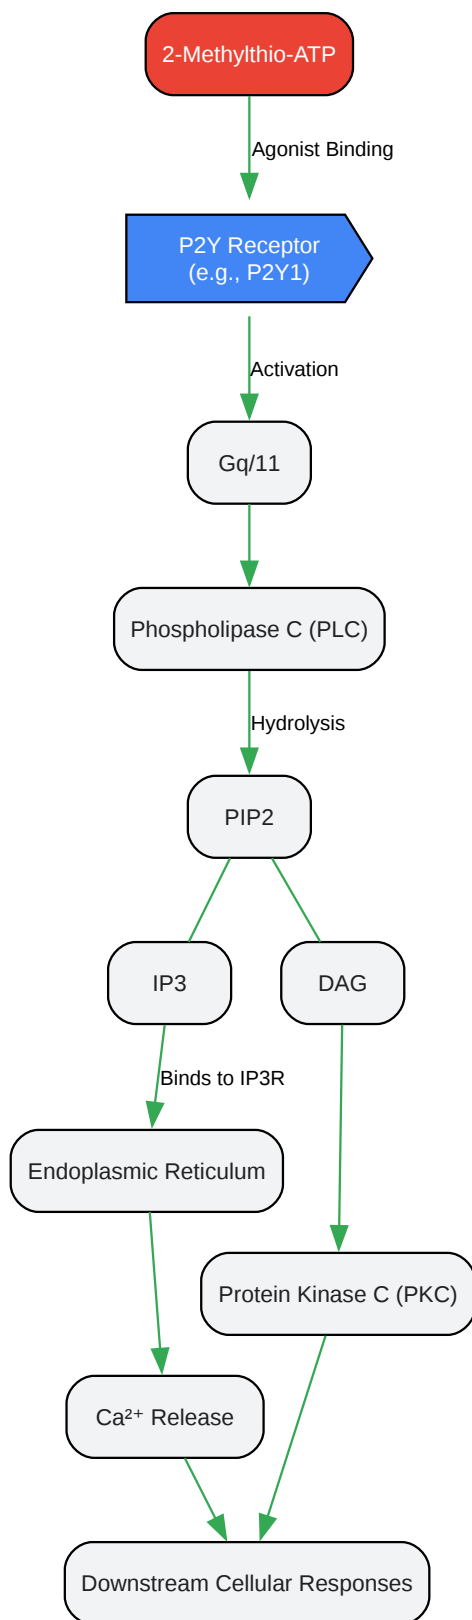 2-Methylthio-ATP
Agonist Binding
P2Y Receptor
(e.g., P2Y1)
Activation
Gq/11
Phospholipase C (PLC)
Hydrolysis
PIP2
IP3
DAG
Binds to IP3R
Endoplasmic Reticulum
Protein Kinase C (PKC)
Ca²⁺ Release
Downstream Cellular Responses